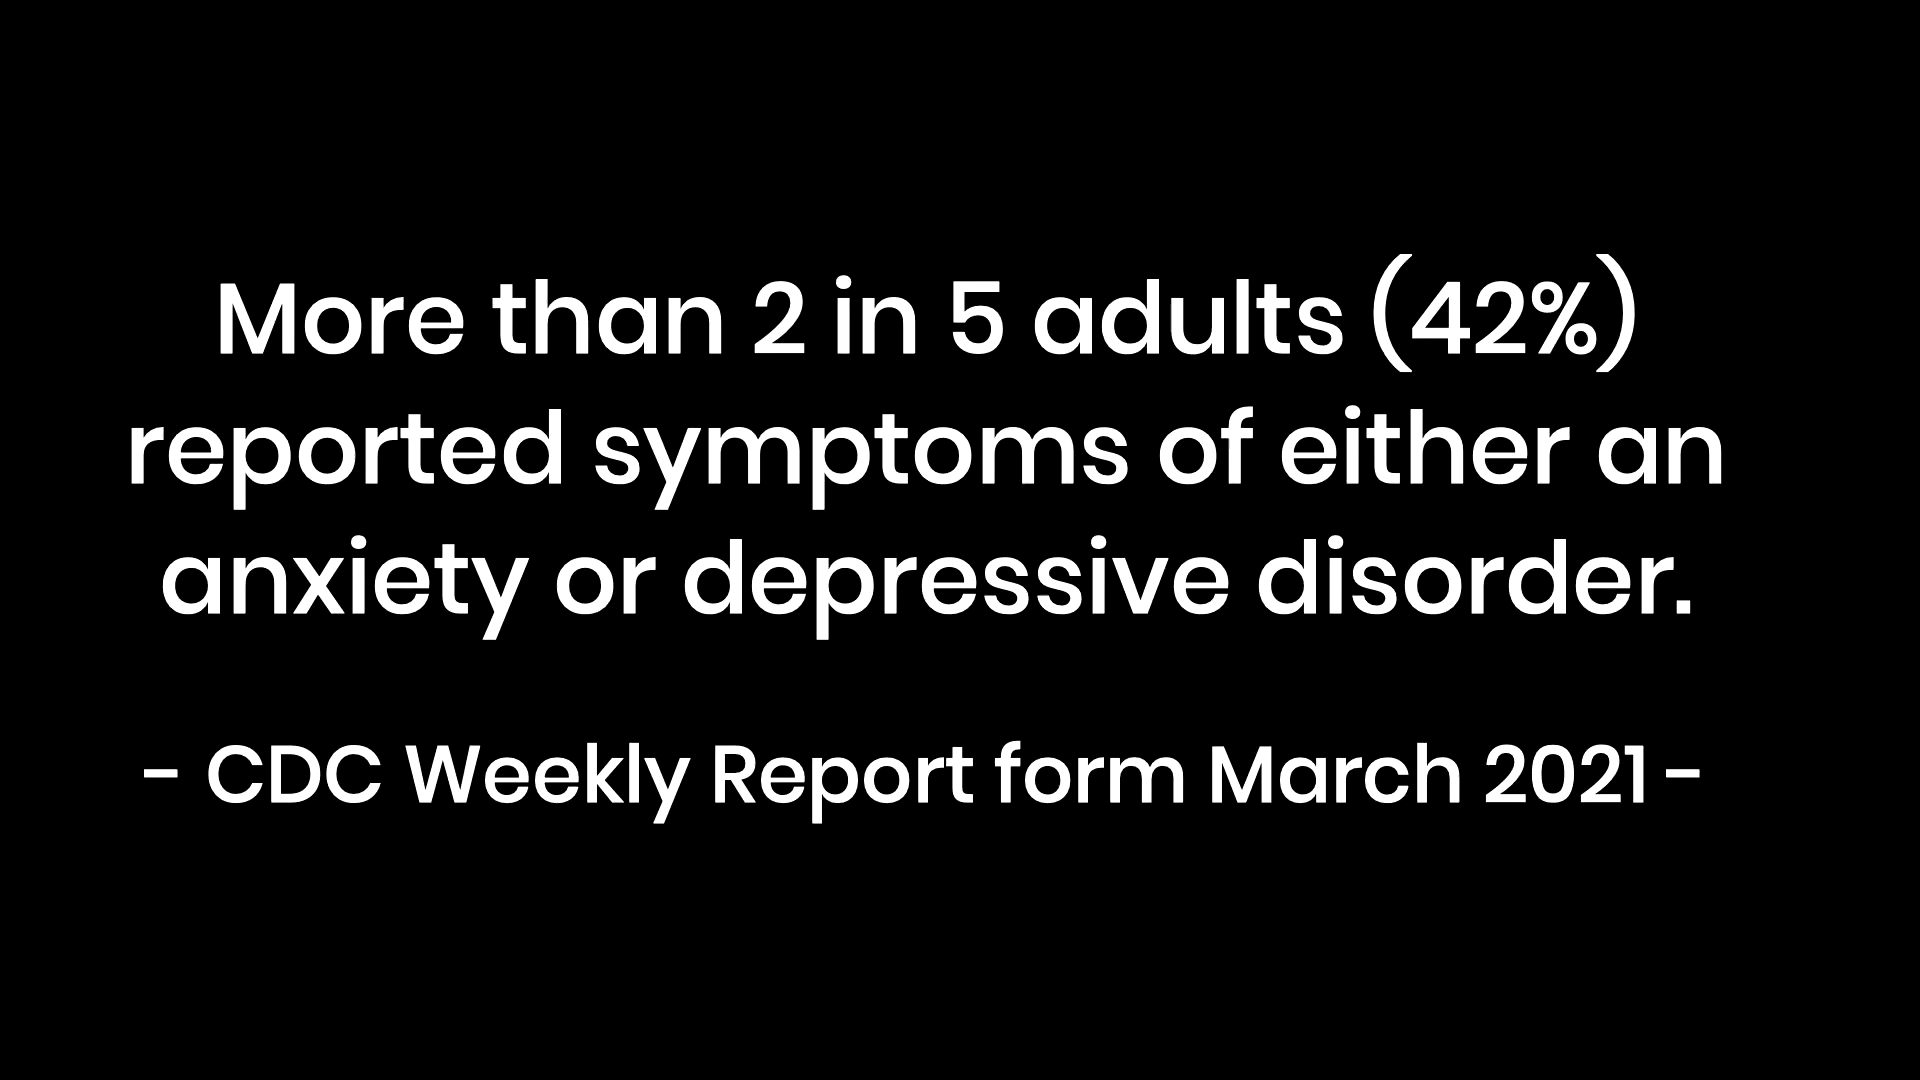 More than 2 in 5 adults (42%)
reported symptoms of either an
anxiety or depressive disorder.
- CDC Weekly Report form March 2021 -